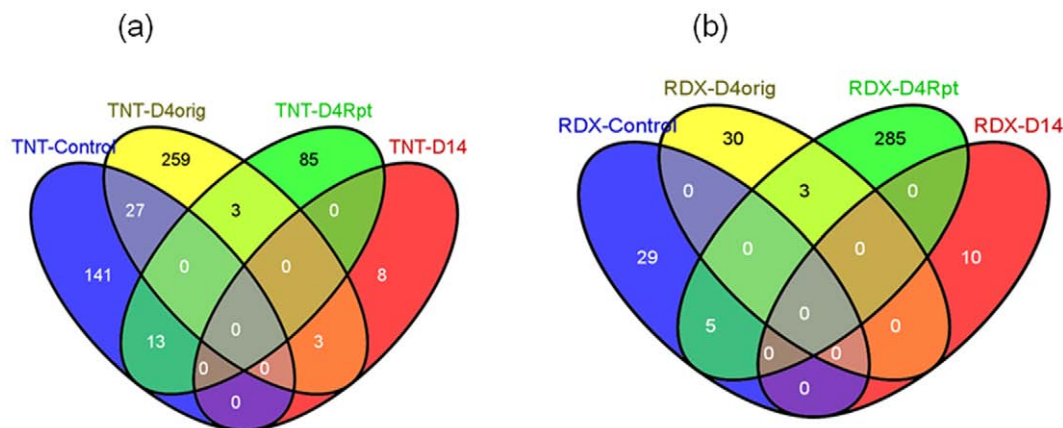 (a) (b)
TNT-D4orig TNT-D4Rpt RDX-D4orig RDX-D4Rpt
TNT-Control TNT-D14 RDX-Control RDX-D14
259 85 30 285
27 3 0 0 3 0
141 0 0 8 29 0 0 10
13 0 3 5 0 0
0 0 0 0
0 0